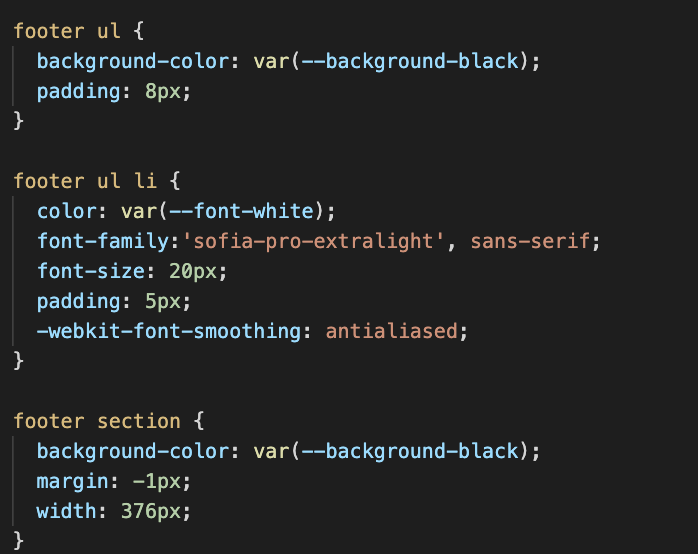 footer ul {
  background-color: var(--background-black);
  padding: 8px;
}

footer ul li {
  color: var(--font-white);
  font-family:'sofia-pro-extralight', sans-serif;
  font-size: 20px;
  padding: 5px;
  -webkit-font-smoothing: antialiased;
}

footer section {
  background-color: var(--background-black);
  margin: -1px;
  width: 376px;
}